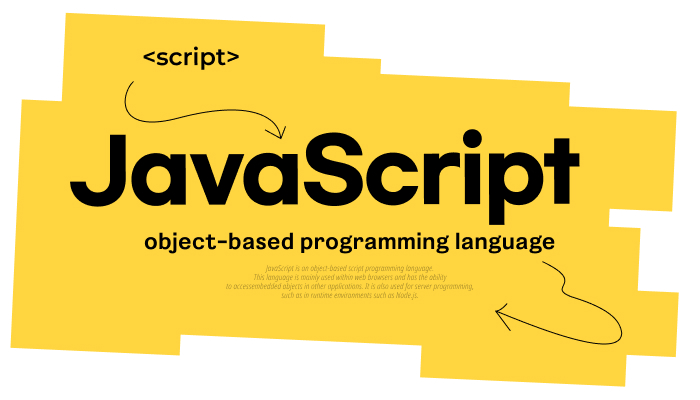 <script>
JavaScript
object-based programming language
JavaScript is an object-based script programming language.
This language is mainly used within web browsers and has the ability
to accessembedded objects in other applications. It is also used for server programming,
such as in runtime environments such as Node.js.